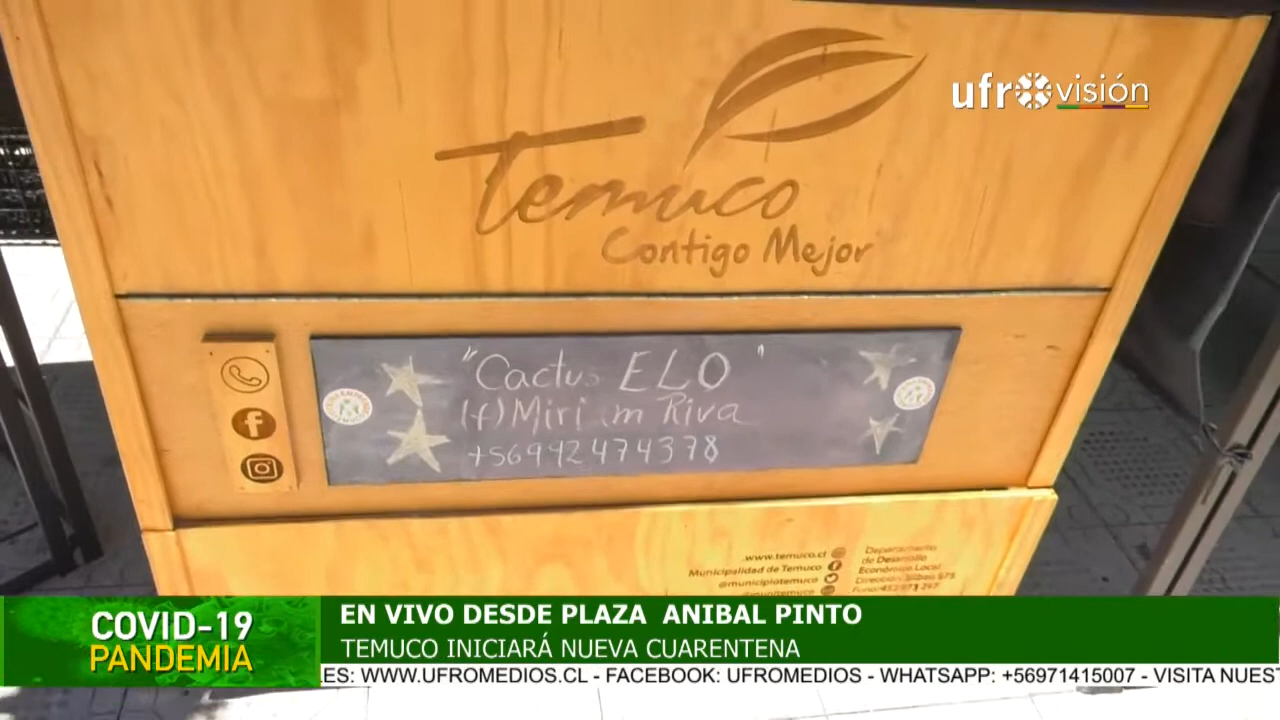 ufrovisión
Temuco
Contigo Mejor
"Cactus ELO"
(f) Miriam Riva
+56992474378
www.temuco.cl
Municipalidad de Temuco
@municipiotemuco
Departamento
de Desarrollo
Económico Local
COVID-19
PANDEMIA
EN VIVO DESDE PLAZA ANIBAL PINTO
TEMUCO INICIARÁ NUEVA CUARENTENA
ES: WWW.UFROMEDIOS.CL - FACEBOOK: UFROMEDIOS - WHATSAPP: +56971415007 - VISITA NUEST